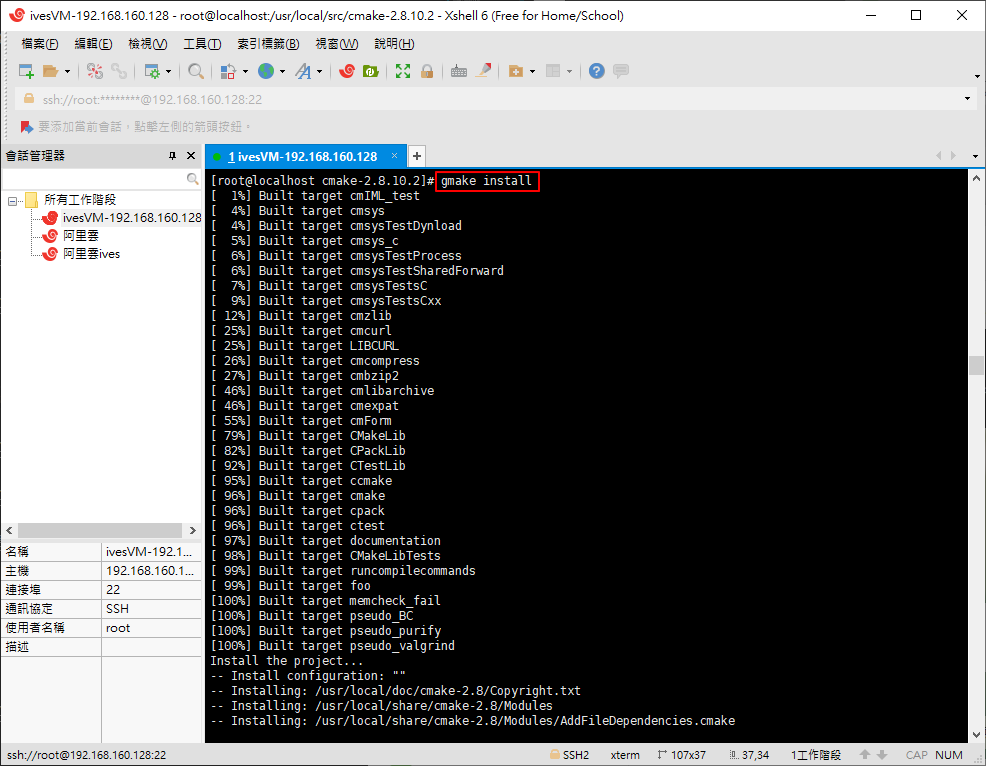 ivesVM-192.168.160.128 - root@localhost:/usr/local/src/cmake-2.8.10.2 - Xshell 6 (Free for Home/School)
檔案(F) 編輯(E) 檢視(V) 工具(T) 索引標籤(B) 視窗(W) 說明(H)
ssh://root:********@192.168.160.128:22
要添加當前會話，點擊左側的箭頭按鈕。
會話管理器
所有工作階段
ivesVM-192.168.160.128
阿里雲
阿里雲ives
名稱 ivesVM-192.1...
主機 192.168.160.1...
連接埠 22
通訊協定 SSH
使用者名稱 root
描述
1 ivesVM-192.168.160.128
[root@localhost cmake-2.8.10.2]# gmake install
[  1%] Built target cmIML_test
[  4%] Built target cmsys
[  4%] Built target cmsysTestDynload
[  5%] Built target cmsys_c
[  6%] Built target cmsysTestProcess
[  6%] Built target cmsysTestSharedForward
[  7%] Built target cmsysTestsC
[  9%] Built target cmsysTestsCxx
[ 12%] Built target cmzlib
[ 25%] Built target cmcurl
[ 25%] Built target LIBCURL
[ 26%] Built target cmcompress
[ 27%] Built target cmbzip2
[ 46%] Built target cmlibarchive
[ 46%] Built target cmexpat
[ 55%] Built target cmForm
[ 79%] Built target CMakeLib
[ 82%] Built target CPackLib
[ 92%] Built target CTestLib
[ 95%] Built target ccmake
[ 96%] Built target cmake
[ 96%] Built target cpack
[ 96%] Built target ctest
[ 97%] Built target documentation
[ 98%] Built target CMakeLibTests
[ 99%] Built target runcompilecommands
[ 99%] Built target foo
[100%] Built target memcheck_fail
[100%] Built target pseudo_BC
[100%] Built target pseudo_purify
[100%] Built target pseudo_valgrind
Install the project...
-- Install configuration: ""
-- Installing: /usr/local/doc/cmake-2.8/Copyright.txt
-- Installing: /usr/local/share/cmake-2.8/Modules
-- Installing: /usr/local/share/cmake-2.8/Modules/AddFileDependencies.cmake
ssh://root@192.168.160.128:22 SSH2 xterm 107x37 37,34 1工作階段 CAP NUM